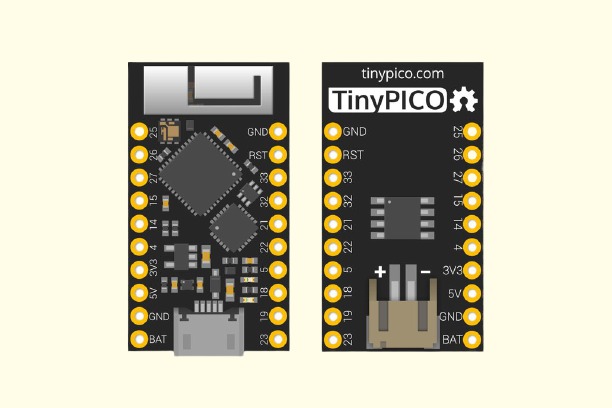 25
GND
26
RST
27
33
15
32
14
21
4
22
3V3
5
5V
18
GND
19
BAT
23
tinypico.com
TinyPICO
GND
25
RST
26
33
27
32
15
21
14
22
4
5
+
−
3V3
18
5V
19
GND
23
BAT